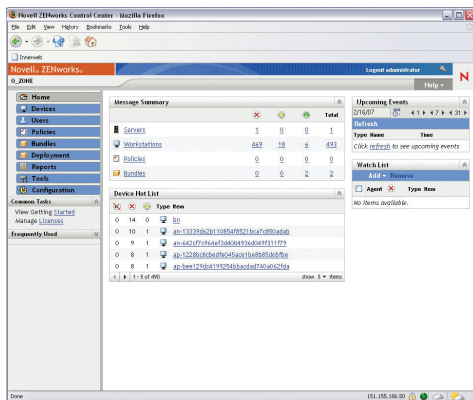 Novell ZENworks Control Center - Mozilla Firefox
File Edit View History Bookmarks Tools Help
Innerweb
Novell. ZENworks.
Logout administrator
N
0_ZONE
Help
Home
Devices
Users
Policies
Bundles
Deployment
Reports
Tools
Configuration
Common Tasks
View Getting Started
Manage Licenses
Frequently Used
Message Summary
Total
Servers 1 0 0 1
Workstations 469 18 6 493
Policies 0 0 0 0
Bundles 0 0 2 2
Device Hot List
Type Item
0 14 0 bn
0 10 1 an-13339d62b110854f8521bca7c850adab
0 9 1 an-642cf7c964ef3d40b4936d049f311f79
0 8 1 ap-1228bc8cbedfe045ace1be8b85d6bfbe
0 8 1 ap-bee129dc4199254bbacdad740a062fda
1 - 5 of 490 show 5 items
Upcoming Events
2/16/07 1 7 31
Refresh
Type Name Time
Click refresh to see upcoming events
Watch List
Add Remove
Agent Type Item
No items available.
Done
151.155.186.50